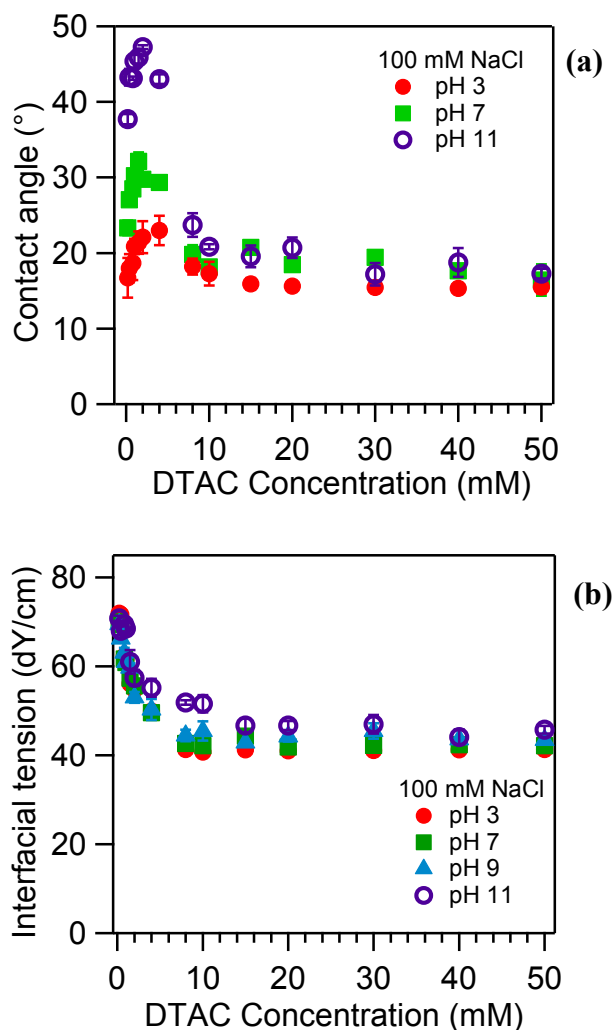 50
40
30
20
10
0
Contact angle (°)
(a)
100 mM NaCl
pH 3
pH 7
pH 11
0 10 20 30 40 50
DTAC Concentration (mM)
80
60
40
20
0
Interfacial tension (dY/cm)
(b)
100 mM NaCl
pH 3
pH 7
pH 9
pH 11
0 10 20 30 40 50
DTAC Concentration (mM)